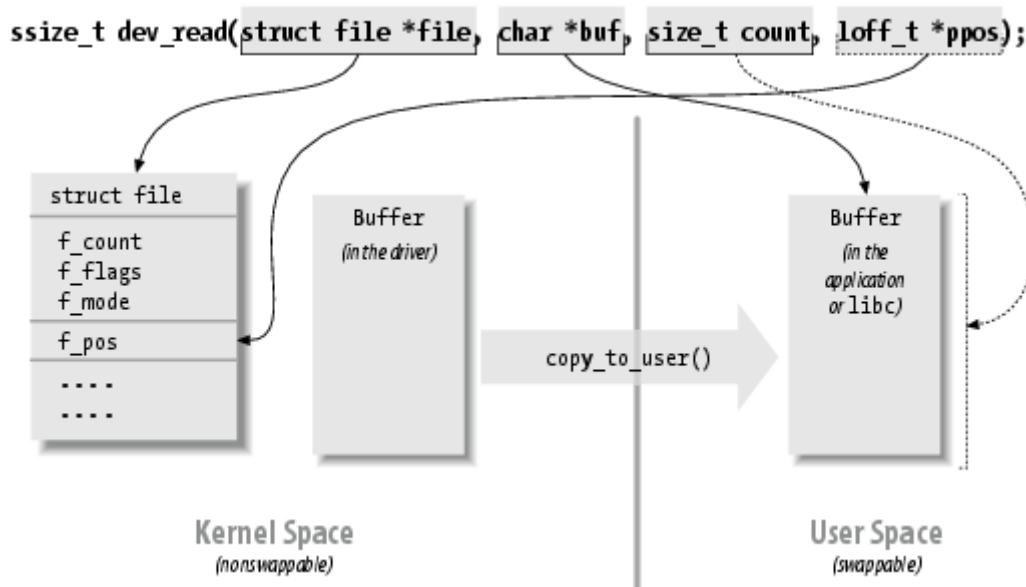 ssize_t dev_read(struct file *file, char *buf, size_t count, loff_t *ppos);
struct file
f_count
f_flags
f_mode
f_pos
....
....
Buffer
(in the driver)
copy_to_user()
Buffer
(in the
application
or libc)
Kernel Space
(nonswappable)
User Space
(swappable)